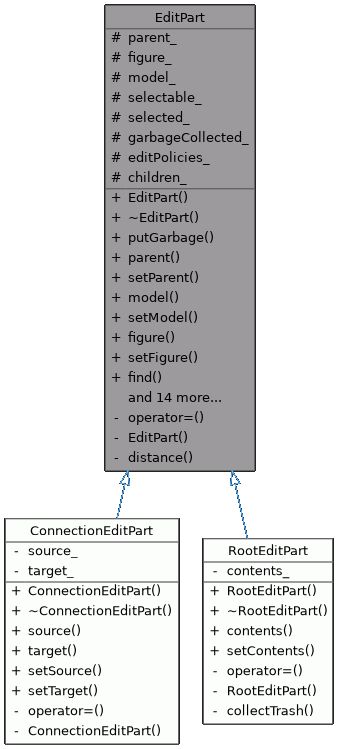 EditPart
# parent_
# figure_
# model_
# selectable_
# selected_
# garbageCollected_
# editPolicies_
# children_
+ EditPart()
+ ~EditPart()
+ putGarbage()
+ parent()
+ setParent()
+ model()
+ setModel()
+ figure()
+ setFigure()
+ find()
and 14 more...
- operator=()
- EditPart()
- distance()
ConnectionEditPart
- source_
- target_
+ ConnectionEditPart()
+ ~ConnectionEditPart()
+ source()
+ target()
+ setSource()
+ setTarget()
- operator=()
- ConnectionEditPart()
RootEditPart
- contents_
+ RootEditPart()
+ ~RootEditPart()
+ contents()
+ setContents()
- operator=()
- RootEditPart()
- collectTrash()